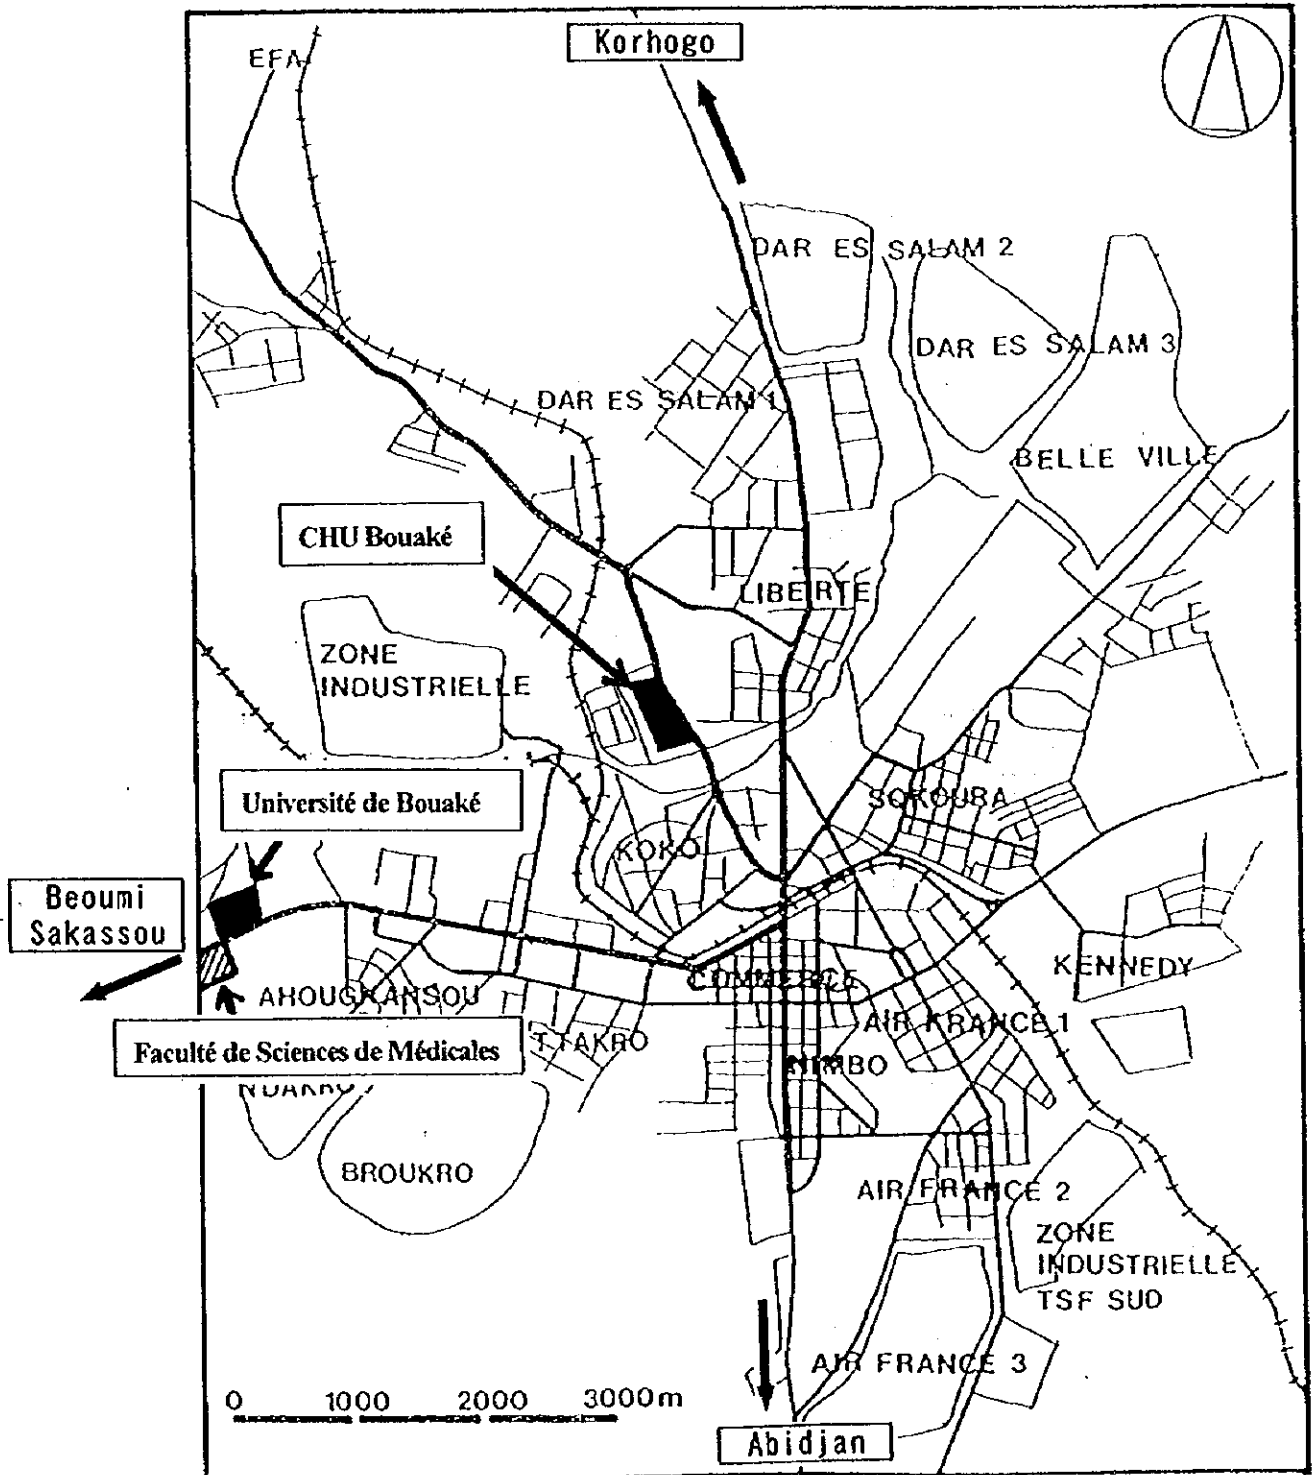 Korhogo
EFA
DAR ES SALAM 2
DAR ES SALAM 3
DAR ES SALAM 1
BELLE VILLE
CHU Bouaké
LIBERTE
ZONE
INDUSTRIELLE
Université de Bouaké
SOKOURA
KOKO
Beoumi
Sakassou
COMMERCE
KENNEDY
AHOUGNANSOU
AIR FRANCE 1
Faculté de Sciences de Médicales
TTAKRO
NIMBO
NDAKRO
BROUKRO
AIR FRANCE 2
ZONE
INDUSTRIELLE
TSF SUD
AIR FRANCE 3
0 1000 2000 3000m
Abidjan